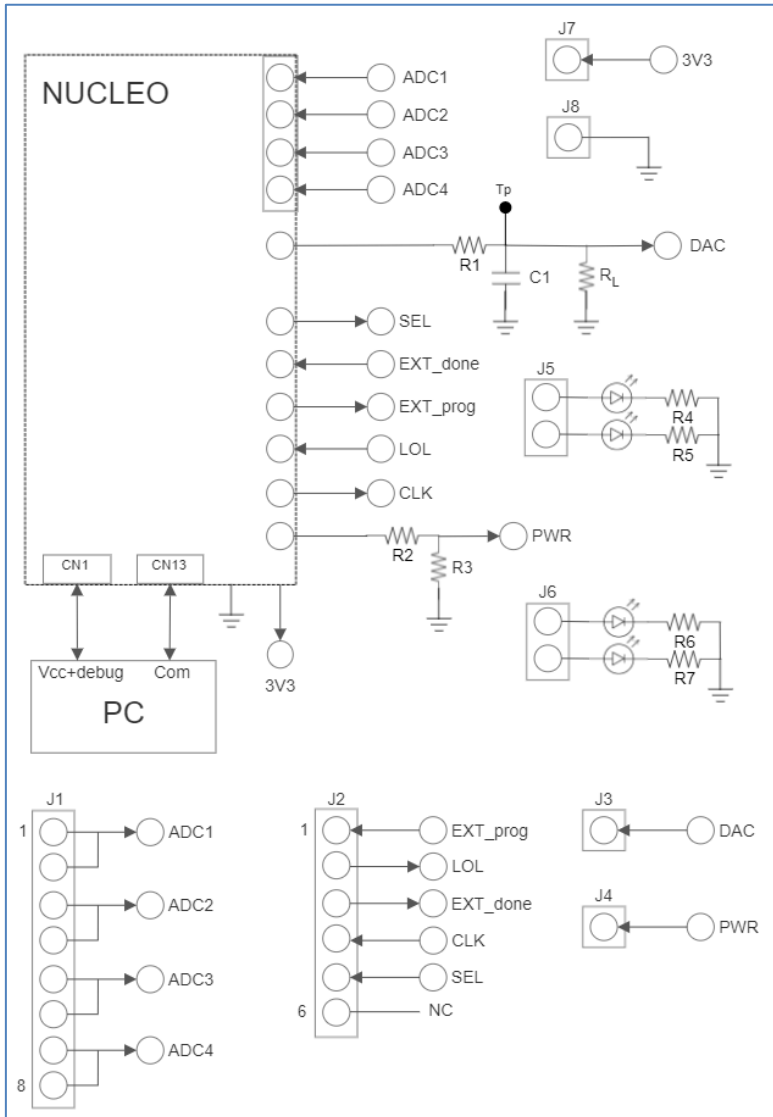 J7
3V3
NUCLEO
ADC1
ADC2
J8
ADC3
ADC4
Tp
DAC
R1
C1
RL
SEL
EXT_done
J5
EXT_prog
R4
LOL
R5
CLK
PWR
R2
R3
CN1
CN13
J6
R6
Vcc+debug
Com
R7
3V3
PC
J1
J2
J3
1
ADC1
1
EXT_prog
DAC
LOL
ADC2
EXT_done
J4
CLK
PWR
ADC3
SEL
6
NC
ADC4
8